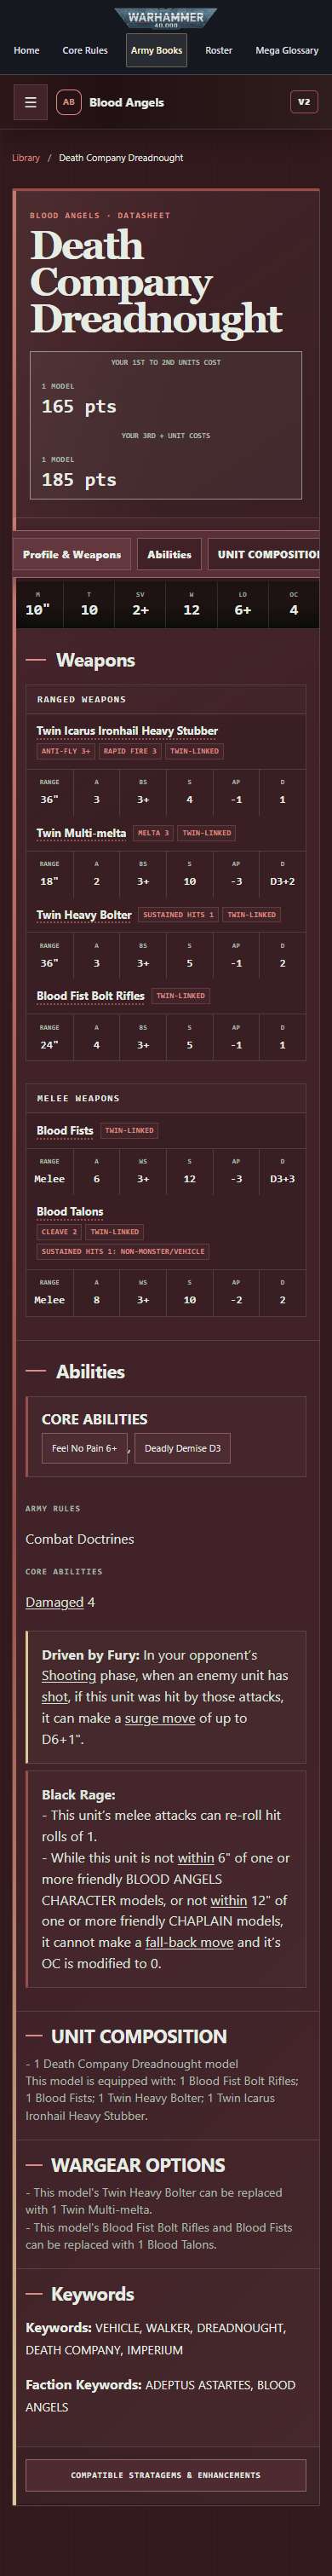 WARHAMMER
40,000
Home Core Rules Army Books Roster Mega Glossary
☰ AB Blood Angels V2
Library / Death Company Dreadnought
BLOOD ANGELS · DATASHEET
Death
Company
Dreadnought
YOUR 1ST TO 2ND UNITS COST
1 MODEL
165 pts
YOUR 3RD + UNIT COSTS
1 MODEL
185 pts
Profile & Weapons Abilities UNIT COMPOSITION
M T SV W LD OC
10" 10 2+ 12 6+ 4
Weapons
RANGED WEAPONS
Twin Icarus Ironhail Heavy Stubber
ANTI-FLY 3+ RAPID FIRE 3 TWIN-LINKED
RANGE A BS S AP D
36" 3 3+ 4 -1 1
Twin Multi-melta MELTA 3 TWIN-LINKED
RANGE A BS S AP D
18" 2 3+ 10 -3 D3+2
Twin Heavy Bolter SUSTAINED HITS 1 TWIN-LINKED
RANGE A BS S AP D
36" 3 3+ 5 -1 2
Blood Fist Bolt Rifles TWIN-LINKED
RANGE A BS S AP D
24" 4 3+ 5 -1 1
MELEE WEAPONS
Blood Fists TWIN-LINKED
RANGE A WS S AP D
Melee 6 3+ 12 -3 D3+3
Blood Talons
CLEAVE 2 TWIN-LINKED
SUSTAINED HITS 1: NON-MONSTER/VEHICLE
RANGE A WS S AP D
Melee 8 3+ 10 -2 2
Abilities
CORE ABILITIES
Feel No Pain 6+, Deadly Demise D3
ARMY RULES
Combat Doctrines
CORE ABILITIES
Damaged 4
Driven by Fury: In your opponent's
Shooting phase, when an enemy unit has
shot, if this unit was hit by those attacks,
it can make a surge move of up to
D6+1".
Black Rage:
- This unit's melee attacks can re-roll hit
rolls of 1.
- While this unit is not within 6" of one or
more friendly BLOOD ANGELS
CHARACTER models, or not within 12" of
one or more friendly CHAPLAIN models,
it cannot make a fall-back move and it's
OC is modified to 0.
UNIT COMPOSITION
- 1 Death Company Dreadnought model
This model is equipped with: 1 Blood Fist Bolt Rifles;
1 Blood Fists; 1 Twin Heavy Bolter; 1 Twin Icarus
Ironhail Heavy Stubber.
WARGEAR OPTIONS
- This model's Twin Heavy Bolter can be replaced
with 1 Twin Multi-melta.
- This model's Blood Fist Bolt Rifles and Blood Fists
can be replaced with 1 Blood Talons.
Keywords
Keywords: VEHICLE, WALKER, DREADNOUGHT,
DEATH COMPANY, IMPERIUM
Faction Keywords: ADEPTUS ASTARTES, BLOOD
ANGELS
COMPATIBLE STRATAGEMS & ENHANCEMENTS